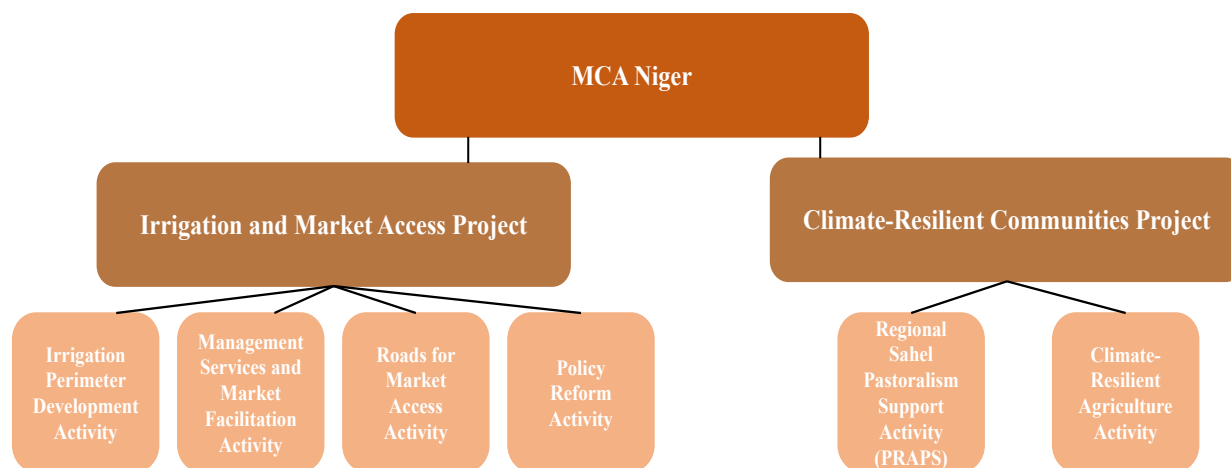 MCA Niger
Irrigation and Market Access Project
Climate-Resilient Communities Project
Irrigation
Perimeter
Development
Activity
Management
Services and
Market
Facilitation
Activity
Roads for
Market
Access
Activity
Policy
Reform
Activity
Regional
Sahel
Pastoralism
Support
Activity
(PRAPS)
Climate-
Resilient
Agriculture
Activity